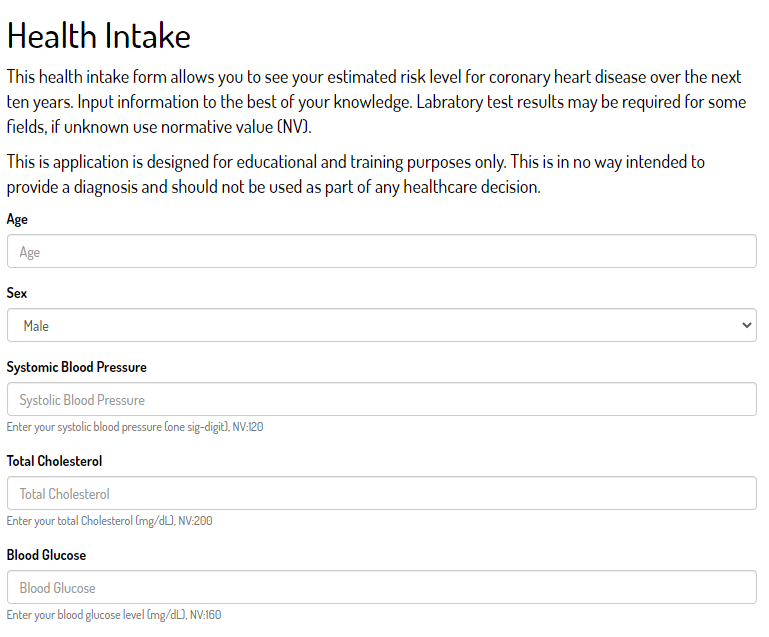 Health Intake
This health intake form allows you to see your estimated risk level for coronary heart disease over the next
ten years. Input information to the best of your knowledge. Labratory test results may be required for some
fields, if unknown use normative value (NV).
This is application is designed for educational and training purposes only. This is in no way intended to
provide a diagnosis and should not be used as part of any healthcare decision.
Age
Age
Sex
Male
Systomic Blood Pressure
Systolic Blood Pressure
Enter your systolic blood pressure (one sig-digit), NV:120
Total Cholesterol
Total Cholesterol
Enter your total Cholesterol (mg/dL), NV:200
Blood Glucose
Blood Glucose
Enter your blood glucose level (mg/dL), NV:160